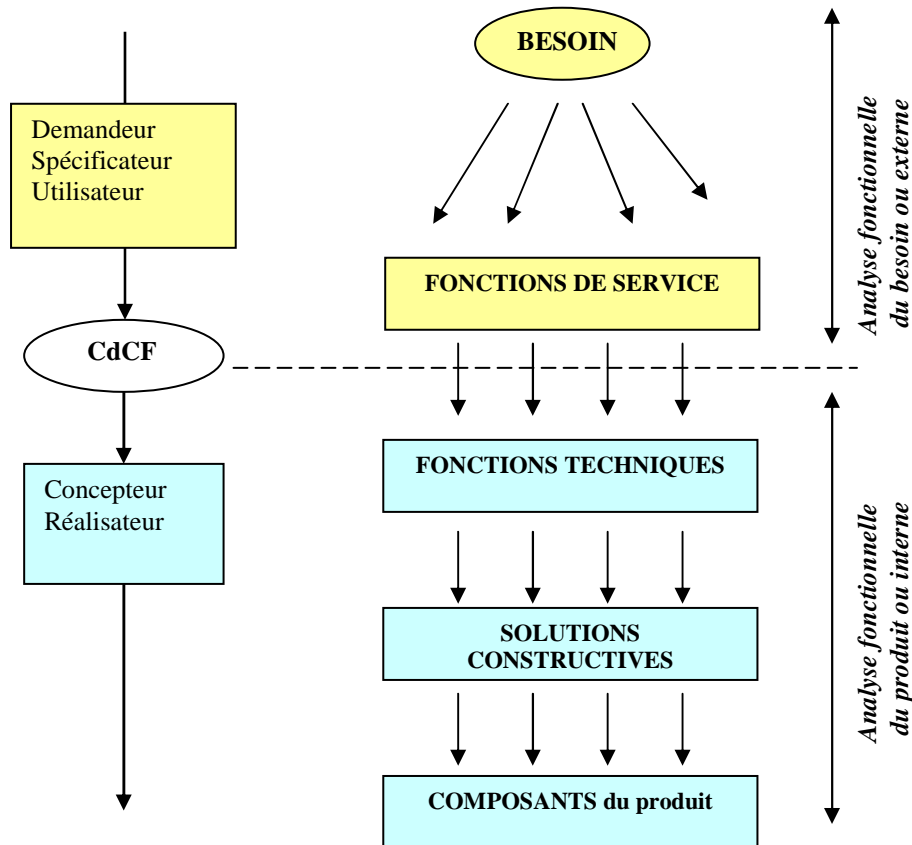 BESOIN
Demandeur
Spécificateur
Utilisateur
Analyse fonctionnelle
du besoin ou externe
FONCTIONS DE SERVICE
CdCF
FONCTIONS TECHNIQUES
Concepteur
Réalisateur
Analyse fonctionnelle
du produit ou interne
SOLUTIONS
CONSTRUCTIVES
COMPOSANTS du produit